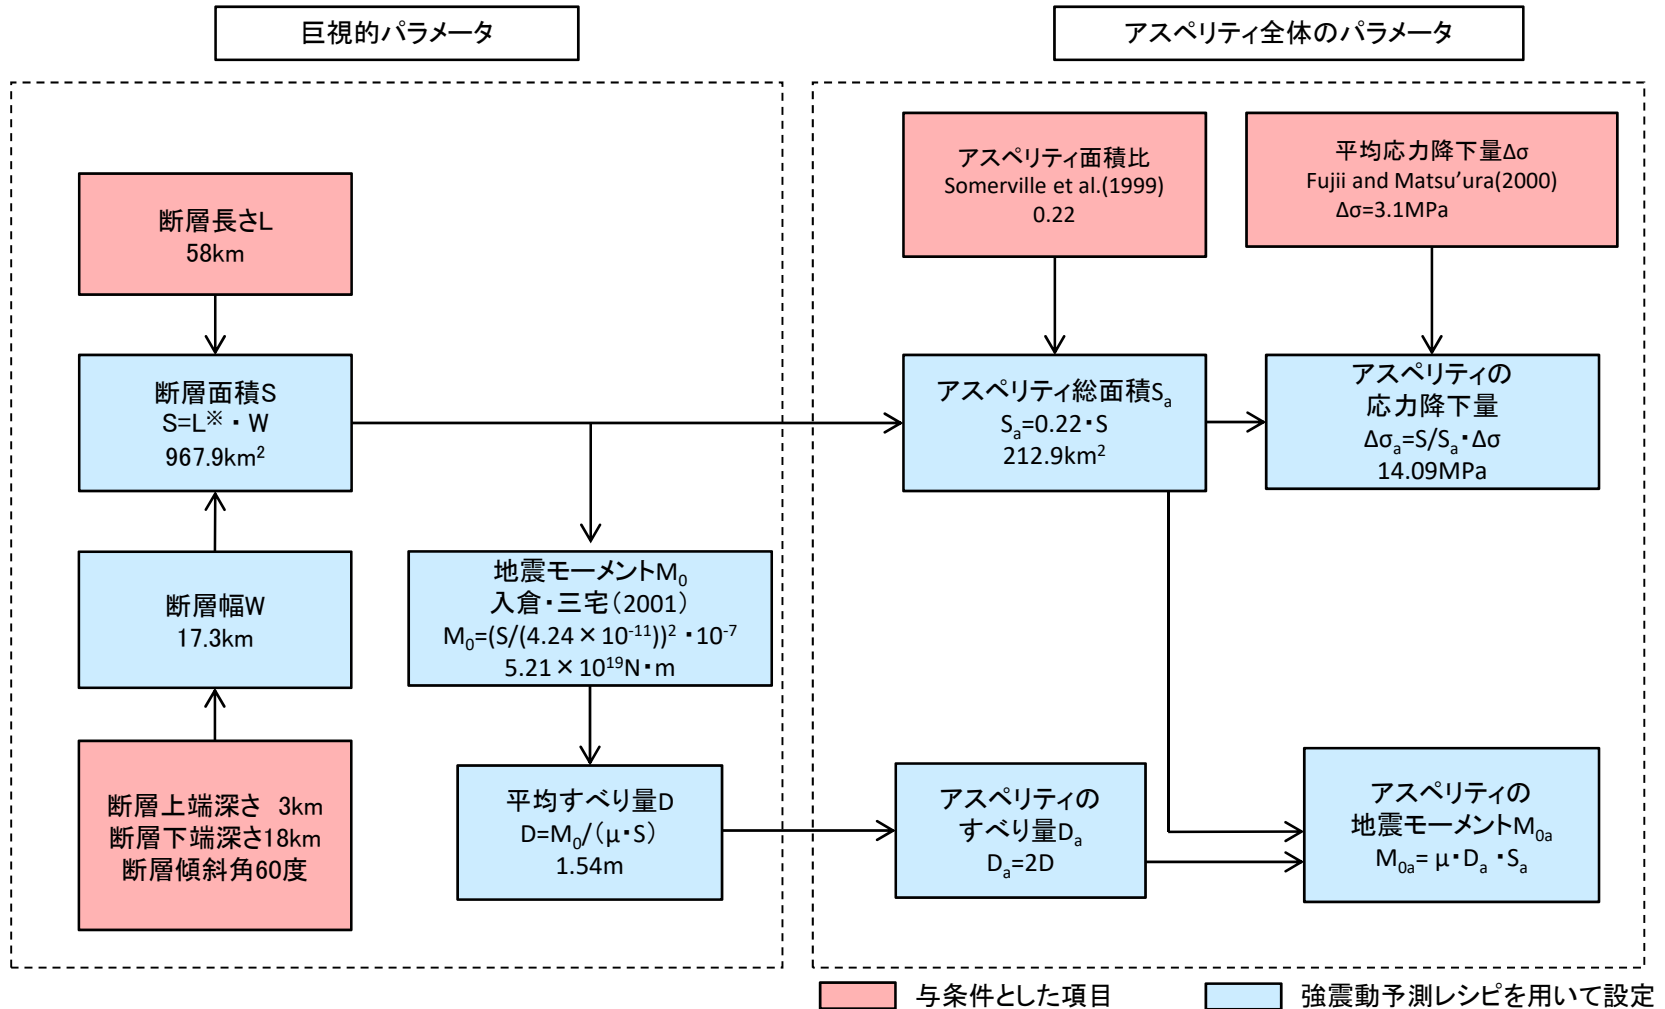 巨視的パラメータ
アスペリティ全体のパラメータ
断層長さL
58km
断層面積S
S=L※・W
967.9km²
断層幅W
17.3km
断層上端深さ 3km
断層下端深さ18km
断層傾斜角60度
地震モーメントM₀
入倉・三宅(2001)
M₀=(S/(4.24×10⁻¹¹))²・10⁻⁷
5.21×10¹⁹N・m
平均すべり量D
D=M₀/(μ・S)
1.54m
アスペリティ面積比
Somerville et al.(1999)
0.22
平均応力降下量Δσ
Fujii and Matsu’ura(2000)
Δσ=3.1MPa
アスペリティ総面積Sₐ
Sₐ=0.22・S
212.9km²
アスペリティの
応力降下量
Δσₐ=S/Sₐ・Δσ
14.09MPa
アスペリティの
すべり量Dₐ
Dₐ=2D
アスペリティの
地震モーメントM₀ₐ
M₀ₐ= μ・Dₐ・Sₐ
与条件とした項目
強震動予測レシピを用いて設定